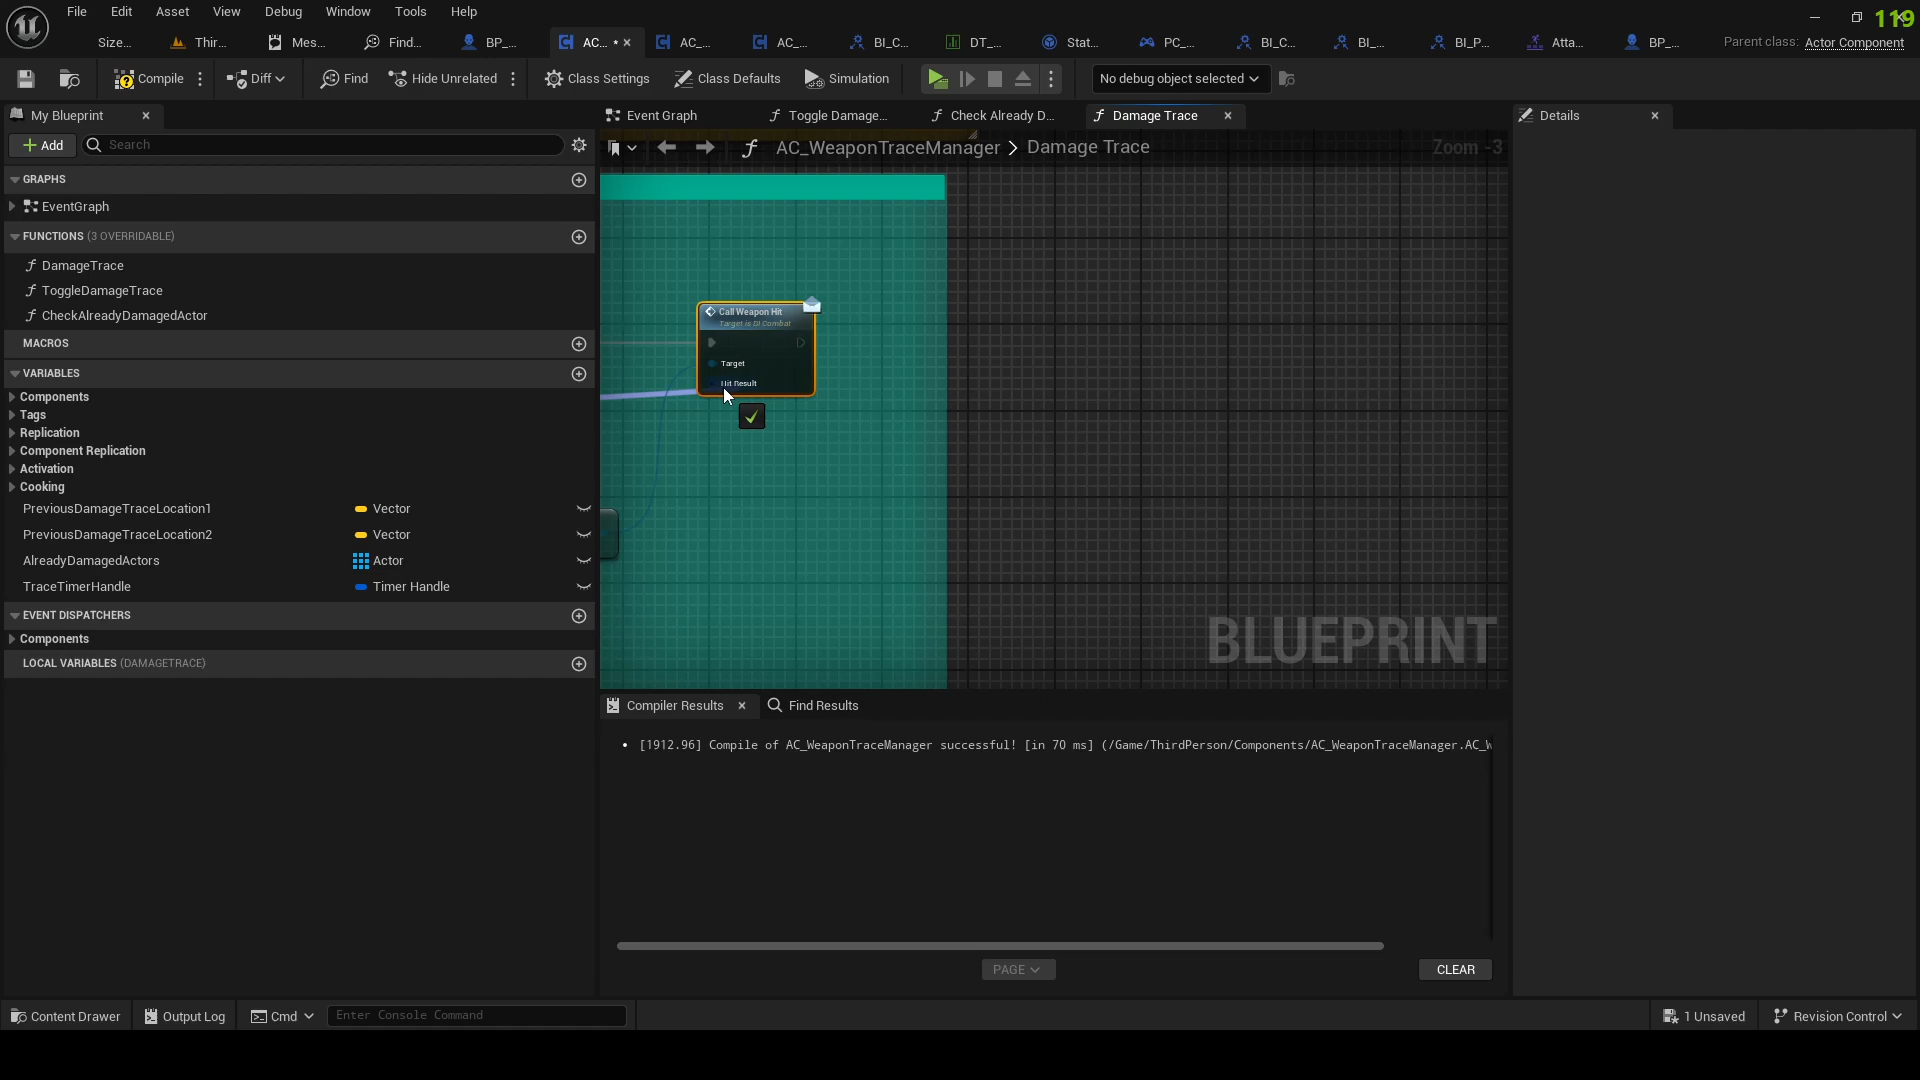 File Edit Asset View Debug Window Tools Help
119
Size... Thir... Mes... Find... BP_... AC... * AC_... AC_... BI_C... DT_... Stat... PC_... BI_C... BI_... BI_P... Atta... BP_... Parent class: Actor Component
Compile Diff Find Hide Unrelated Class Settings Class Defaults Simulation No debug object selected
My Blueprint Event Graph Toggle Damage... Check Already D... Damage Trace Details
Add Search AC_WeaponTraceManager > Damage Trace Zoom -3
GRAPHS
EventGraph
FUNCTIONS (3 OVERRIDABLE)
DamageTrace
ToggleDamageTrace
CheckAlreadyDamagedActor
MACROS
VARIABLES
Components
Tags
Replication
Component Replication
Activation
Cooking
PreviousDamageTraceLocation1 Vector
PreviousDamageTraceLocation2 Vector
AlreadyDamagedActors Actor
TraceTimerHandle Timer Handle
EVENT DISPATCHERS
Components
LOCAL VARIABLES (DAMAGETRACE)
Call Weapon Hit
Target is BI Combat
Target
Hit Result
BLUEPRINT
Compiler Results Find Results
[1912.96] Compile of AC_WeaponTraceManager successful! [in 70 ms] (/Game/ThirdPerson/Components/AC_WeaponTraceManager.AC_W
PAGE CLEAR
Content Drawer Output Log Cmd Enter Console Command 1 Unsaved Revision Control